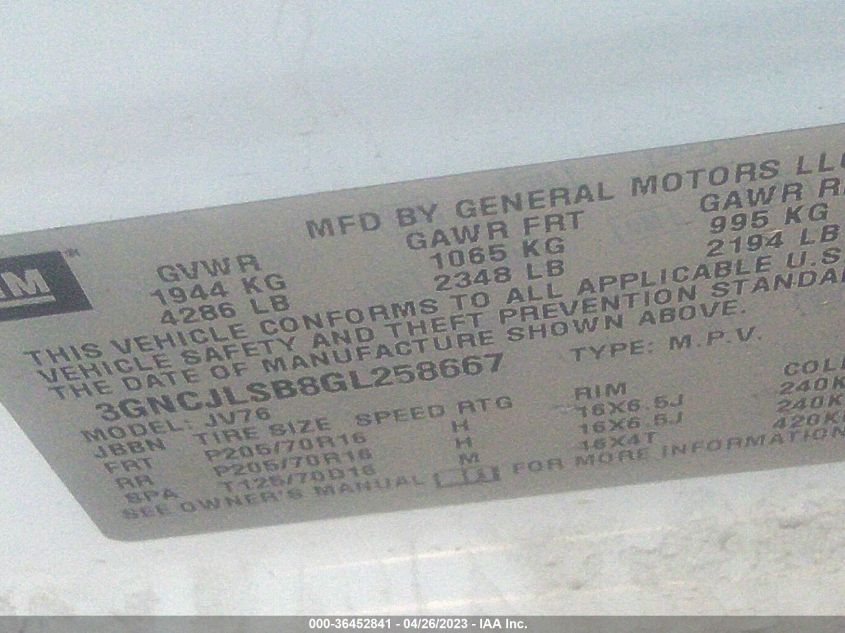 MFD BY GENERAL MOTORS LLC
GM
GVWR GAWR FRT GAWR RR
1944 KG 1065 KG 995 KG
4286 LB 2348 LB 2194 LB
THIS VEHICLE CONFORMS TO ALL APPLICABLE U.S.
VEHICLE SAFETY AND THEFT PREVENTION STANDA
THE DATE OF MANUFACTURE SHOWN ABOVE.
3GNCJLSB8GL258667 TYPE: M.P.V.
MODEL: JV76
JBBN TIRE SIZE SPEED RTG RIM COL
FRT P205/70R16 H 16X6.5J 240K
RR P205/70R16 H 16X6.5J 240K
SPA T125/70D16 M 16X4T 420K
SEE OWNER'S MANUAL FOR MORE INFORMATION
000-36452841 - 04/26/2023 - IAA Inc.